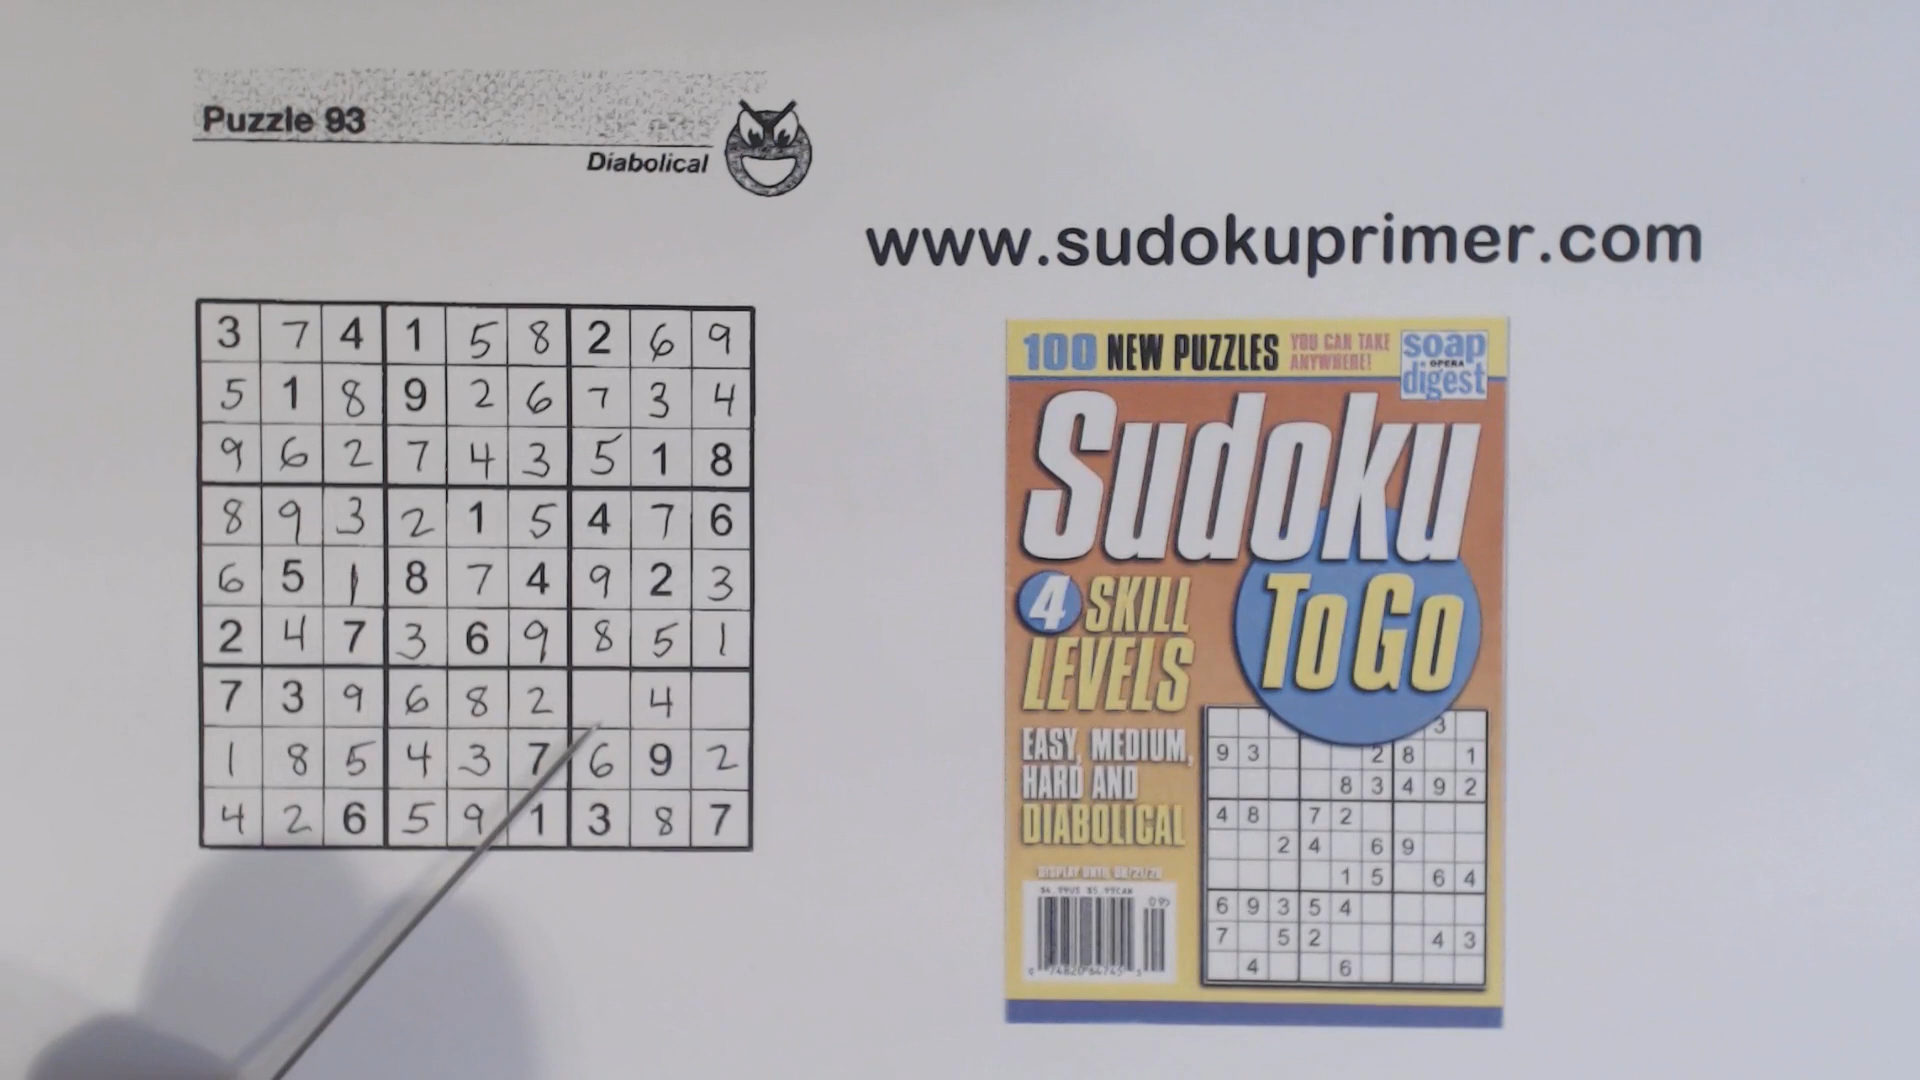 Puzzle 93
Diabolical
www.sudokuprimer.com
3 7 4 1 5 8 2 6 9
5 1 8 9 2 6 7 3 4
9 6 2 7 4 3 5 1 8
8 9 3 2 1 5 4 7 6
6 5 1 8 7 4 9 2 3
2 4 7 3 6 9 8 5 1
7 3 9 6 8 2 4
1 8 5 4 3 7 6 9 2
4 2 6 5 9 1 3 8 7
100 NEW PUZZLES
YOU CAN TAKE
ANYWHERE!
soap
OPERA
digest
Sudoku
To Go
4 SKILL
LEVELS
EASY, MEDIUM,
HARD AND
DIABOLICAL
3
9 3 2 8 1
8 3 4 9 2
4 8 7 2
2 4 6 9
1 5 6 4
6 9 3 5 4
7 5 2 4 3
4 6